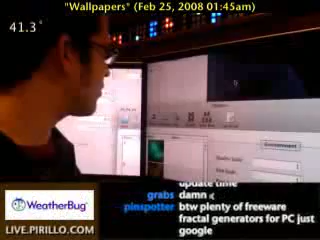 "Wallpapers" (Feb 25, 2008 01:45am)
41.3°
update time
grabs damn :(
pinspotter btw plenty of freeware
fractal generators for PC just
google
WeatherBug
LIVE.PIRILLO.COM